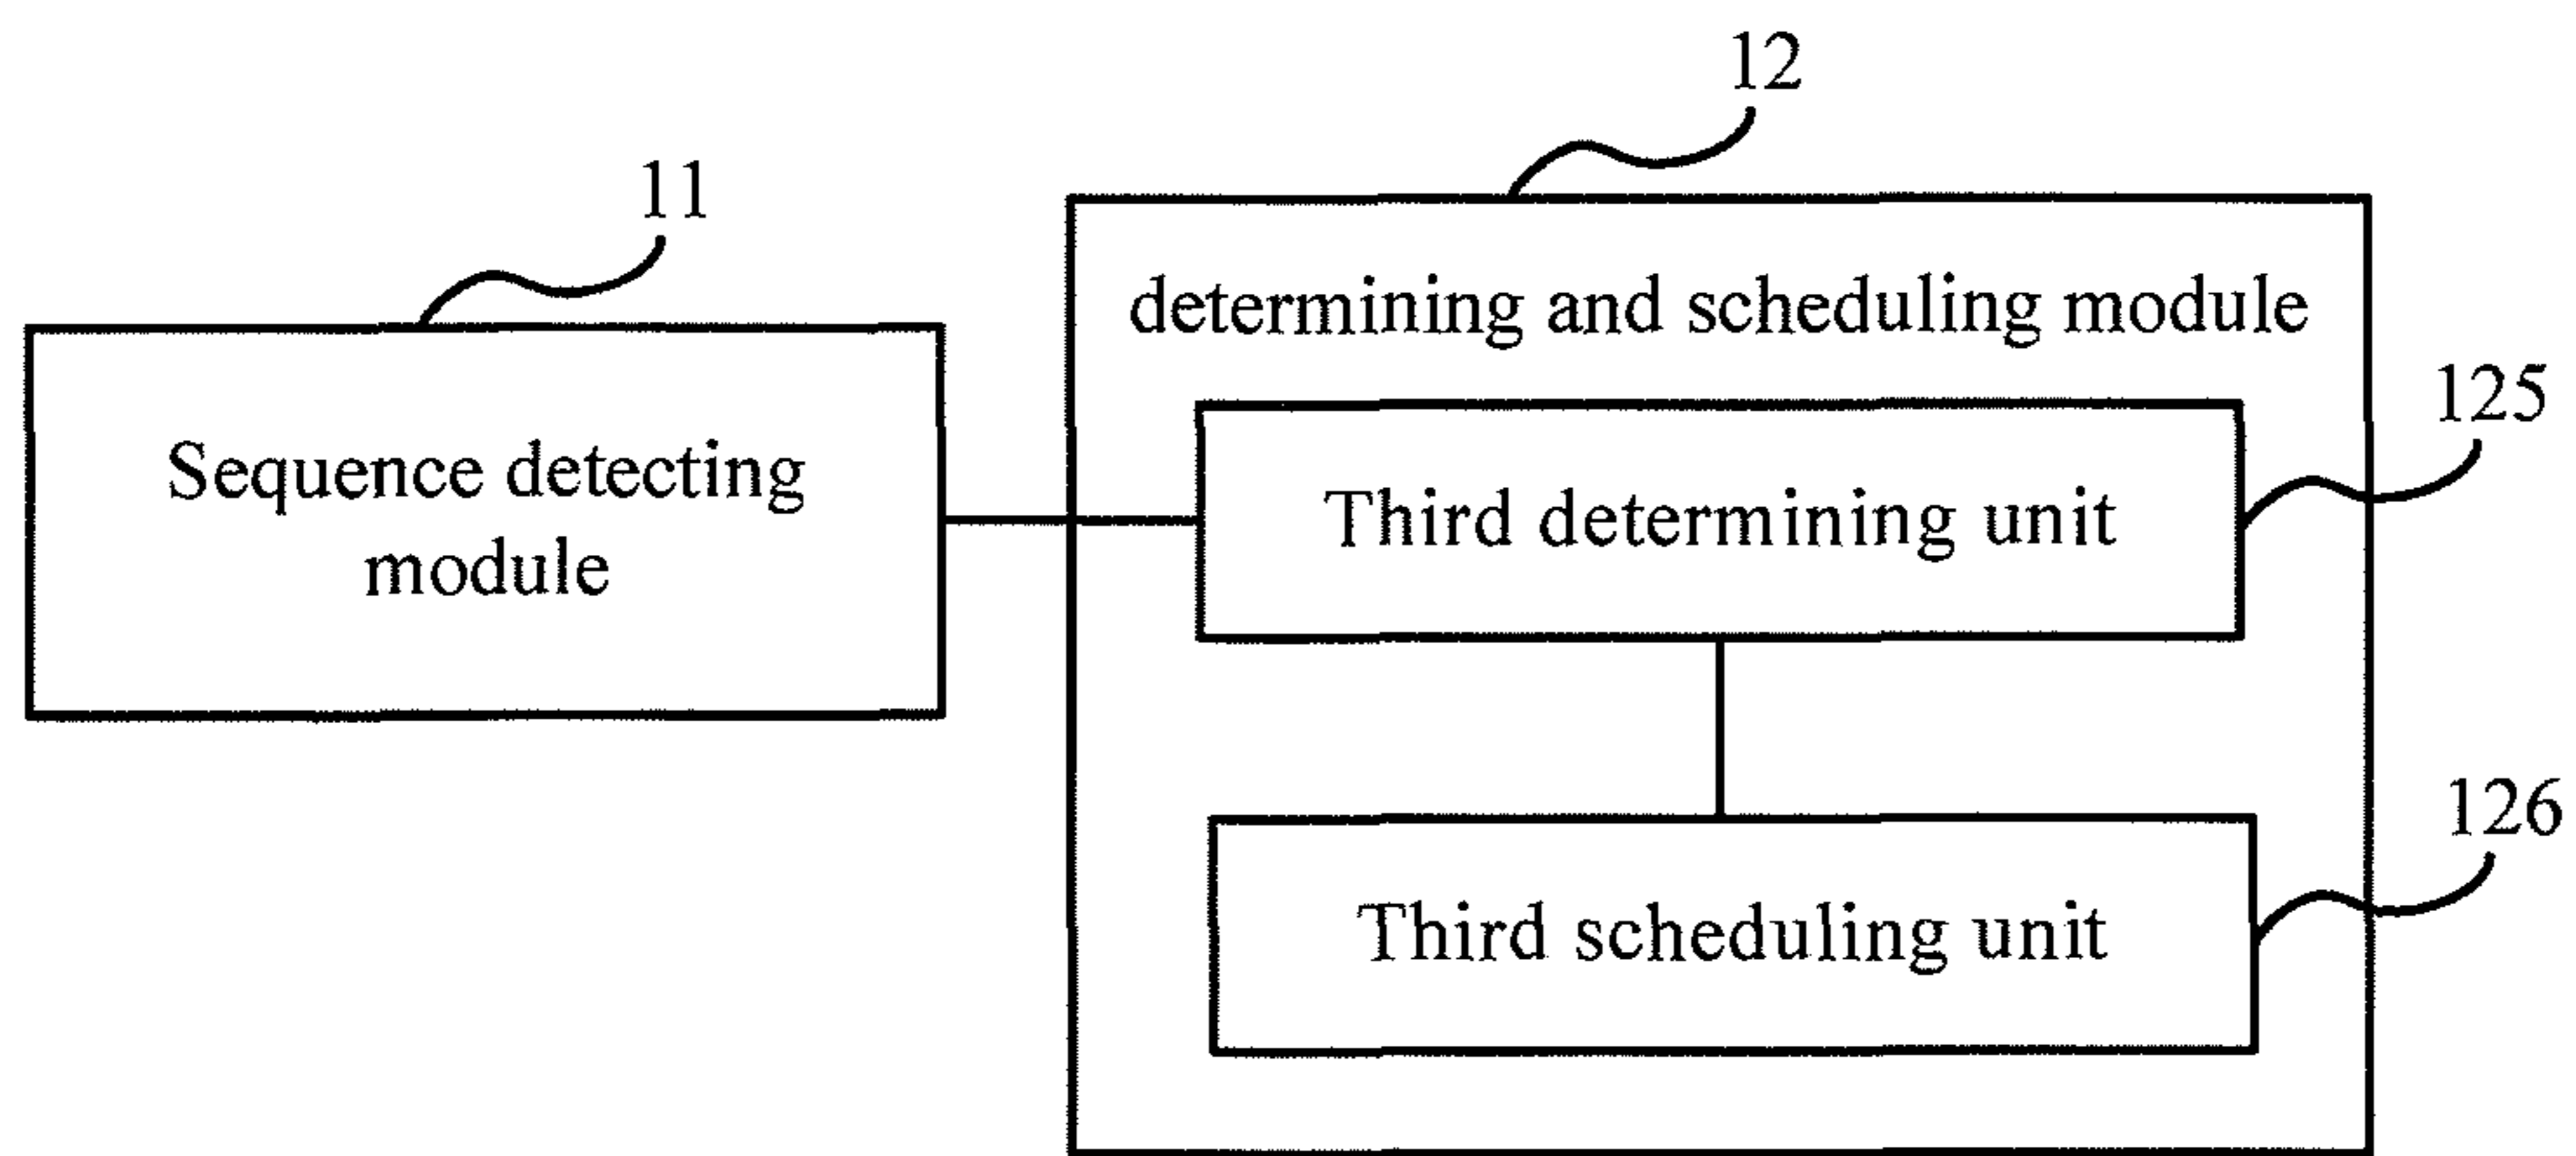 12
11
determining and scheduling module
125
Sequence detecting
module
Third determining unit
126
Third scheduling unit